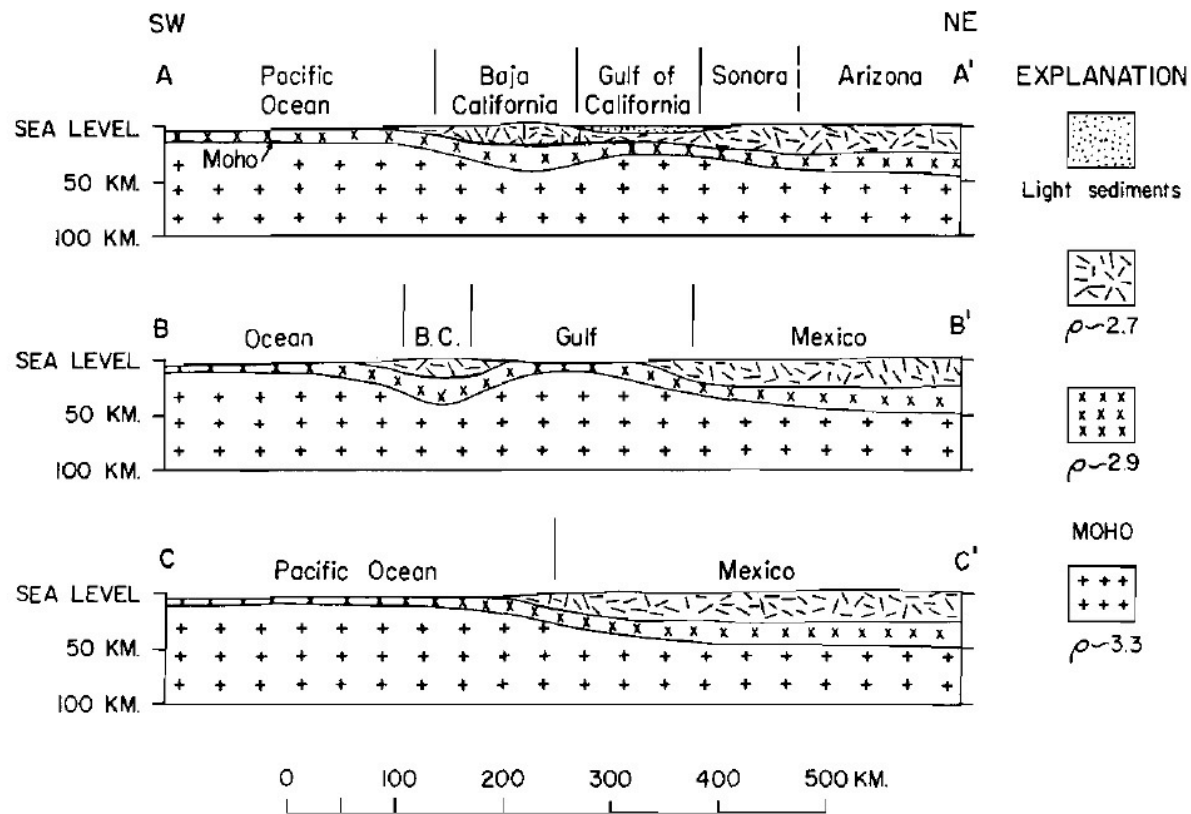 SW NE
A Pacific Ocean Baja California Gulf of California Sonora Arizona A'
SEA LEVEL
Moho
50 KM.
100 KM.
B Ocean B.C. Gulf Mexico B'
SEA LEVEL
50 KM.
100 KM.
C Pacific Ocean Mexico C'
SEA LEVEL
50 KM.
100 KM.
0 100 200 300 400 500 KM.
EXPLANATION
Light sediments
ρ~2.7
ρ~2.9
MOHO
ρ~3.3